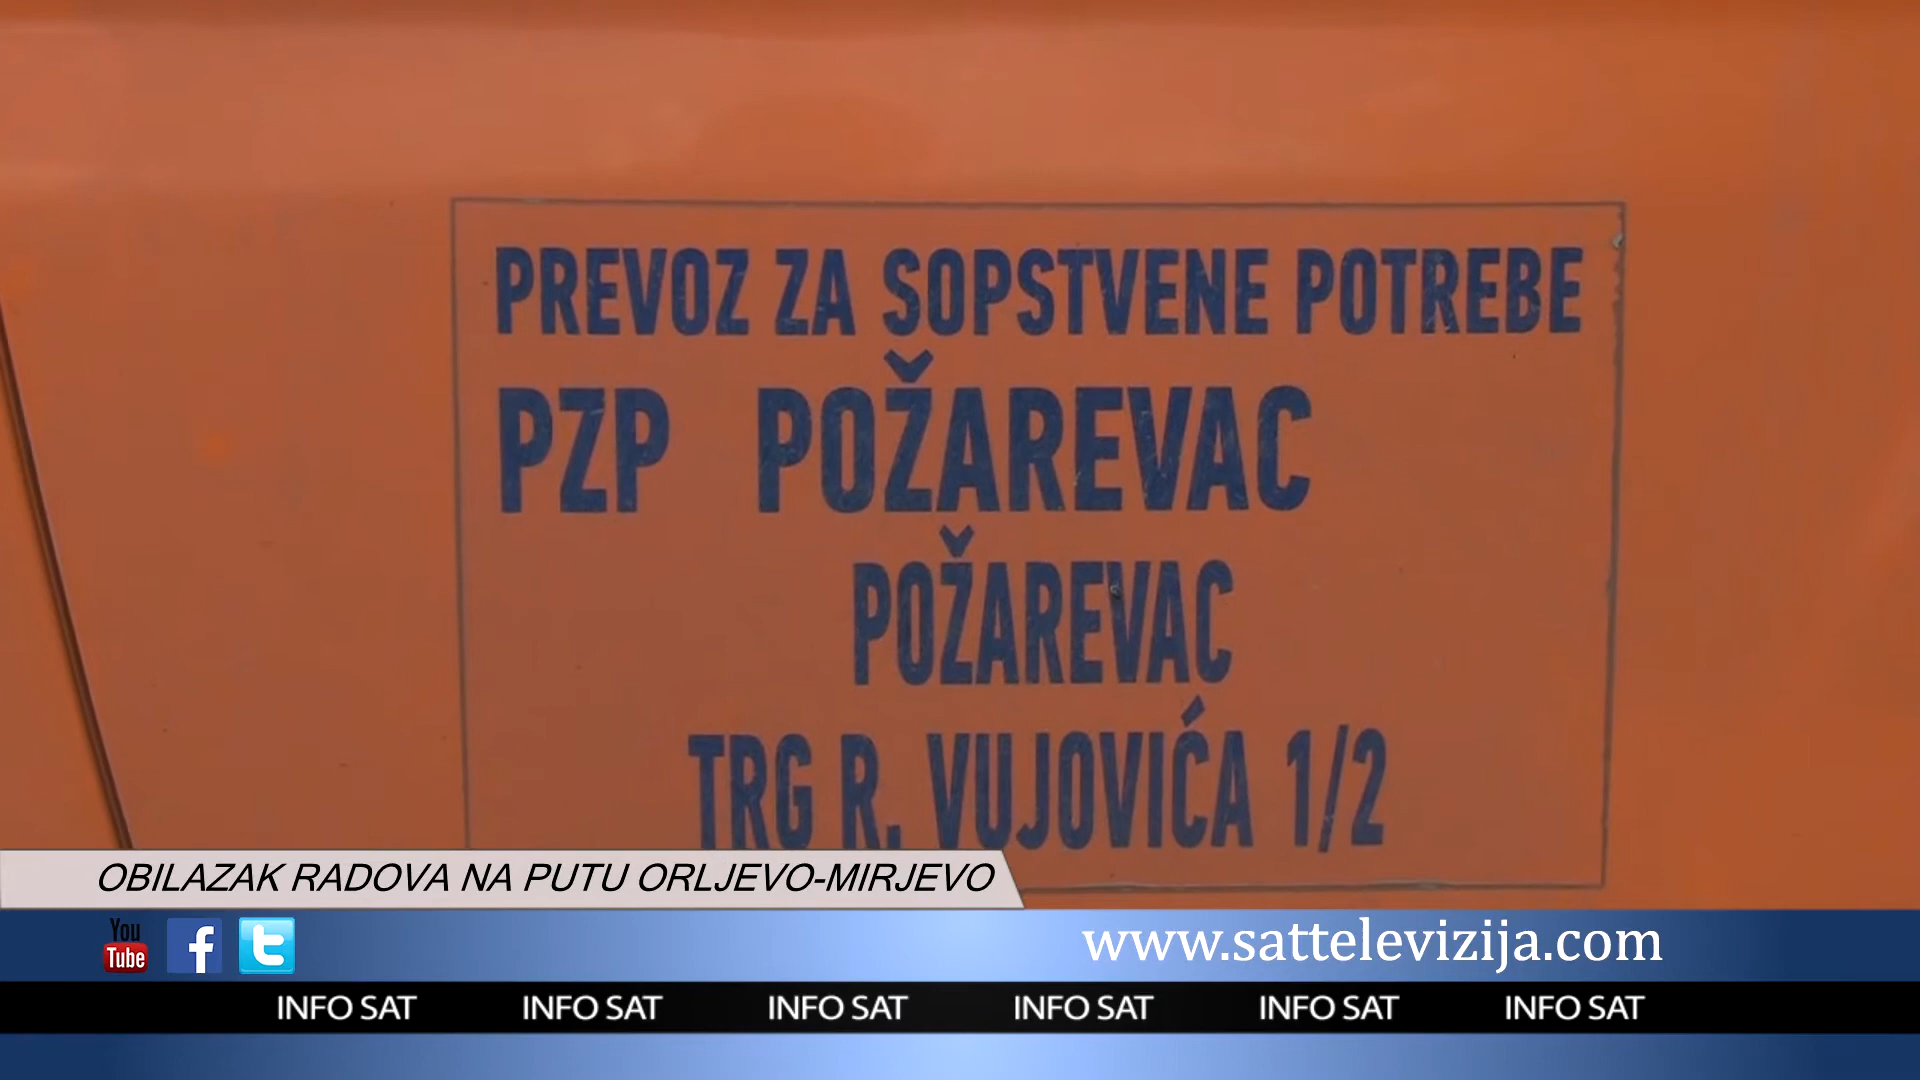 PREVOZ ZA SOPSTVENE POTREBE
PZP POŽAREVAC
POŽAREVAC
TRG R. VUJOVIĆA 1/2
OBILAZAK RADOVA NA PUTU ORLJEVO-MIRJEVO
You Tube
www.sattelevizija.com
INFO SAT INFO SAT INFO SAT INFO SAT INFO SAT INFO SAT